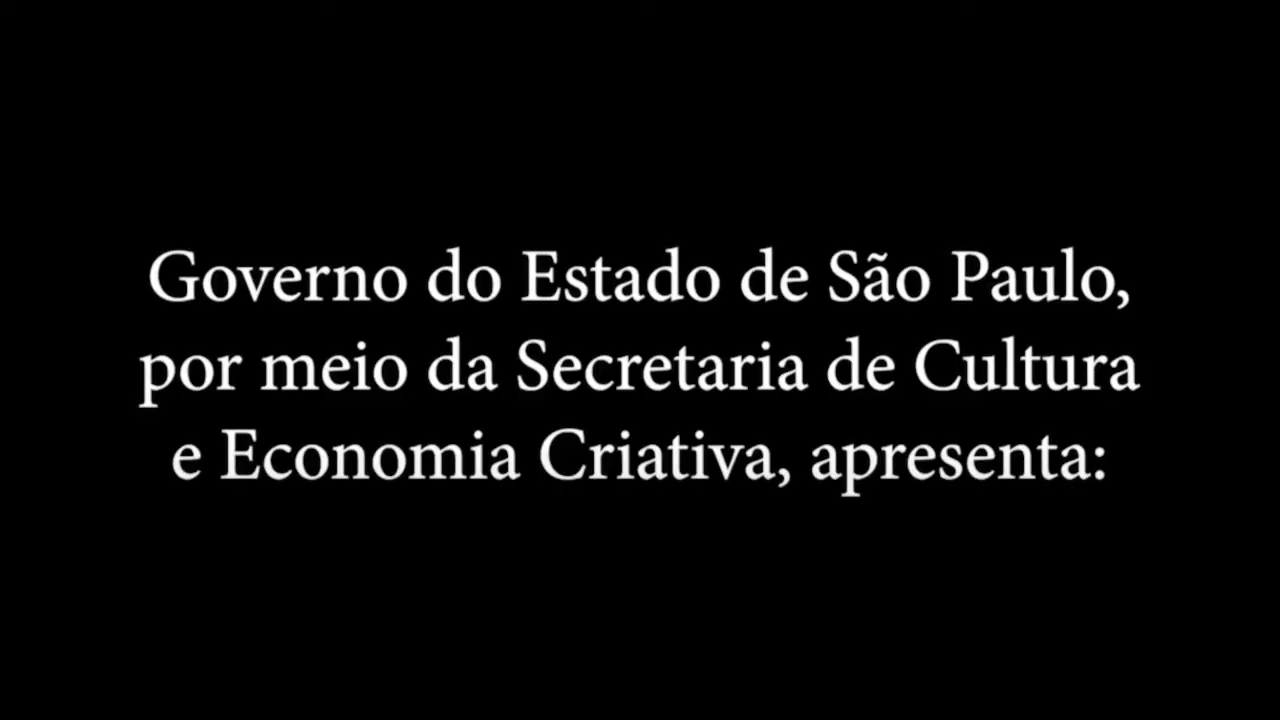 Governo do Estado de São Paulo,
por meio da Secretaria de Cultura
e Economia Criativa, apresenta: